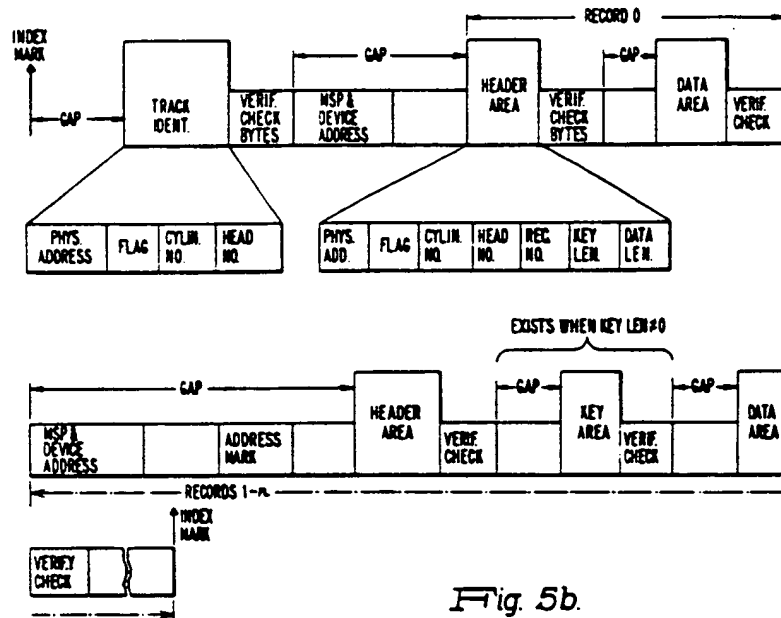 RECORD 0
INDEX
MARK
GAP
TRACK
IDENT.
VERIF.
CHECK
BYTES
GAP
MSP &
DEVICE
ADDRESS
HEADER
AREA
VERIF.
CHECK
BYTES
GAP
DATA
AREA
VERIF.
CHECK
PHYS.
ADDRESS
FLAG
CYLIN.
NO.
HEAD
NO.
PHYS.
ADD.
FLAG
CYLIN.
NO.
HEAD
NO.
REC.
NO.
KEY
LEN.
DATA
LEN.
EXISTS WHEN KEY LEN≠0
GAP
MSP &
DEVICE
ADDRESS
ADDRESS
MARK
HEADER
AREA
VERIF.
CHECK
GAP
KEY
AREA
VERIF.
CHECK
GAP
DATA
AREA
RECORDS 1-n
INDEX
MARK
VERIFY
CHECK
Fig. 5b.